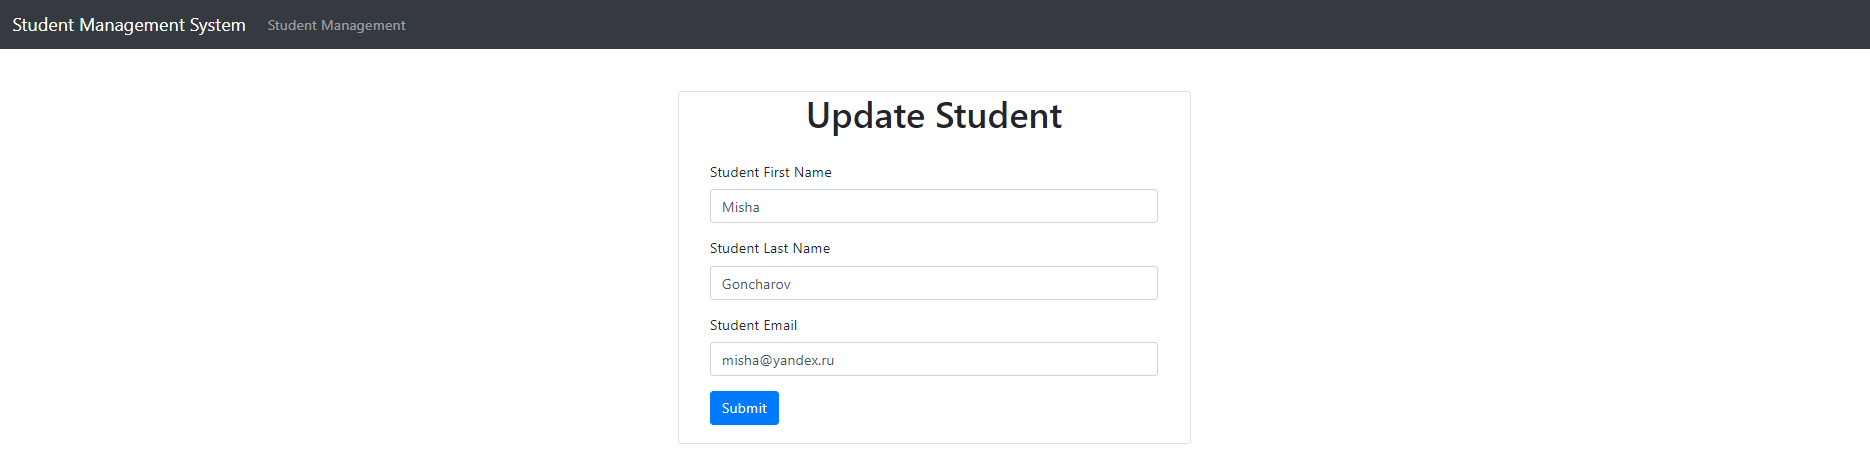 Student Management System Student Management
Update Student
Student First Name
Misha
Student Last Name
Goncharov
Student Email
misha@yandex.ru
Submit